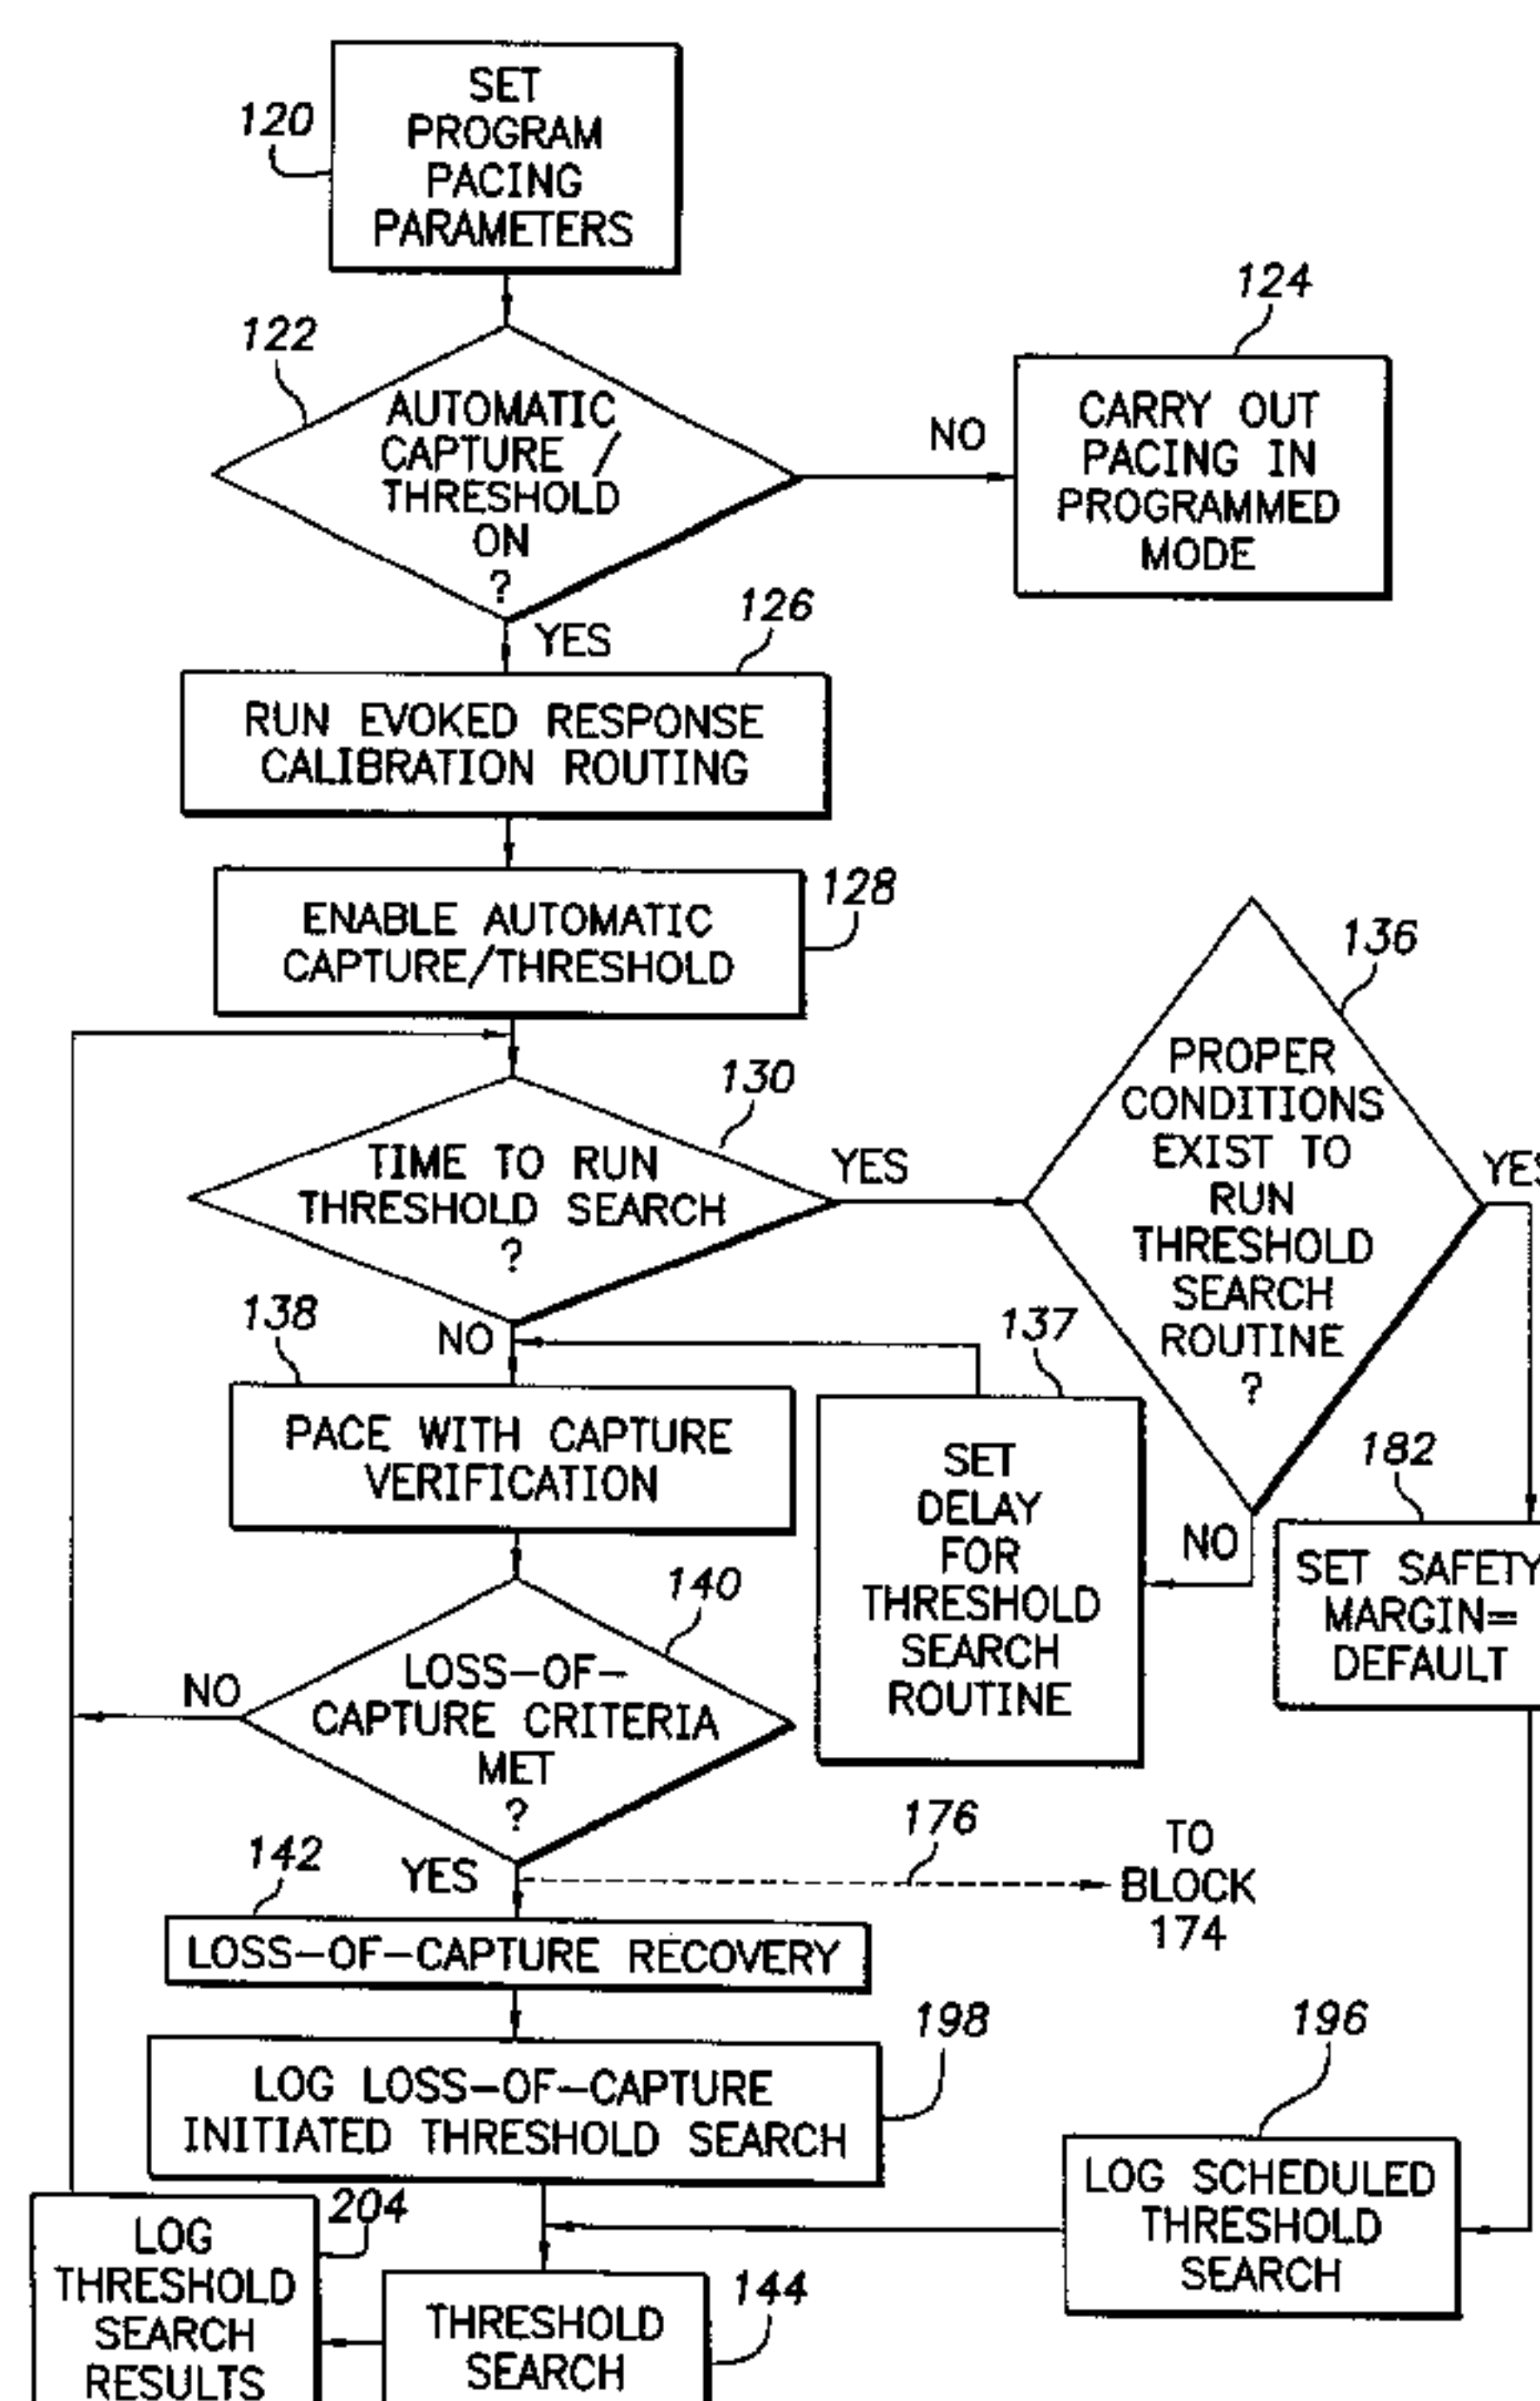 120
SET
PROGRAM
PACING
PARAMETERS
122
AUTOMATIC
CAPTURE /
THRESHOLD
ON
?
NO
124
CARRY OUT
PACING IN
PROGRAMMED
MODE
YES
126
RUN EVOKED RESPONSE
CALIBRATION ROUTING
128
ENABLE AUTOMATIC
CAPTURE/THRESHOLD
130
TIME TO RUN
THRESHOLD SEARCH
?
YES
136
PROPER
CONDITIONS
EXIST TO
RUN
THRESHOLD
SEARCH
ROUTINE
?
YES
NO
138
PACE WITH CAPTURE
VERIFICATION
137
SET
DELAY
FOR
THRESHOLD
SEARCH
ROUTINE
NO
182
SET SAFETY
MARGIN=
DEFAULT
140
LOSS-OF-
CAPTURE CRITERIA
MET
?
NO
YES
176
TO
BLOCK
174
142
LOSS-OF-CAPTURE RECOVERY
198
LOG LOSS-OF-CAPTURE
INITIATED THRESHOLD SEARCH
196
LOG SCHEDULED
THRESHOLD
SEARCH
204
LOG
THRESHOLD
SEARCH
RESULTS
144
THRESHOLD
SEARCH